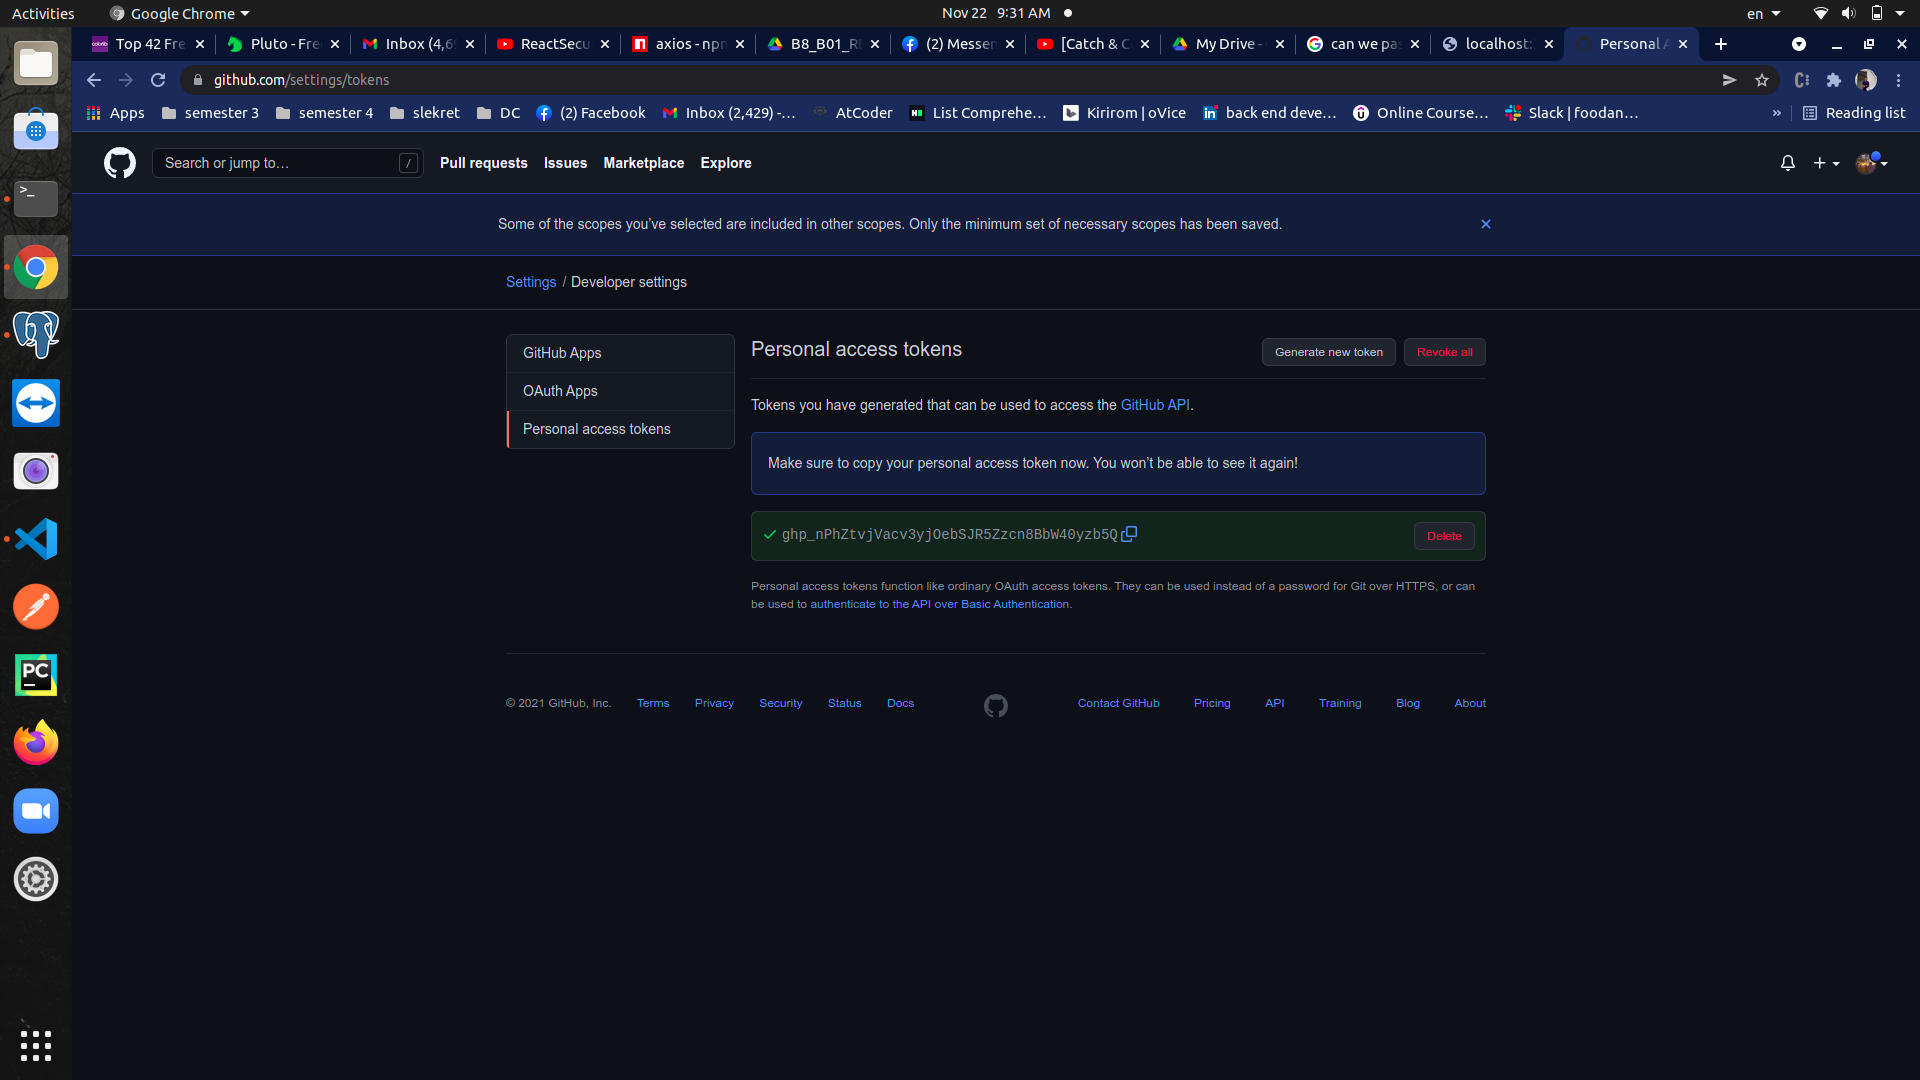 Activities
Google Chrome
Nov 22 9:31 AM
en
Top 42 Fre
Pluto - Fre
Inbox (4,69
ReactSecu
axios - npm
B8_B01_R
(2) Messen
[Catch & C
My Drive -
can we pa
localhost:
Personal A
github.com/settings/tokens
Apps
semester 3
semester 4
slekret
DC
(2) Facebook
Inbox (2,429) -...
AtCoder
List Comprehe...
Kirirom | oVice
back end deve...
Online Course...
Slack | foodan...
»
Reading list
Search or jump to…
/
Pull requests
Issues
Marketplace
Explore
Some of the scopes you’ve selected are included in other scopes. Only the minimum set of necessary scopes has been saved.
Settings / Developer settings
GitHub Apps
OAuth Apps
Personal access tokens
Personal access tokens
Generate new token
Revoke all
Tokens you have generated that can be used to access the GitHub API.
Make sure to copy your personal access token now. You won’t be able to see it again!
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
Delete
Personal access tokens function like ordinary OAuth access tokens. They can be used instead of a password for Git over HTTPS, or can
be used to authenticate to the API over Basic Authentication.
© 2021 GitHub, Inc.
Terms
Privacy
Security
Status
Docs
Contact GitHub
Pricing
API
Training
Blog
About